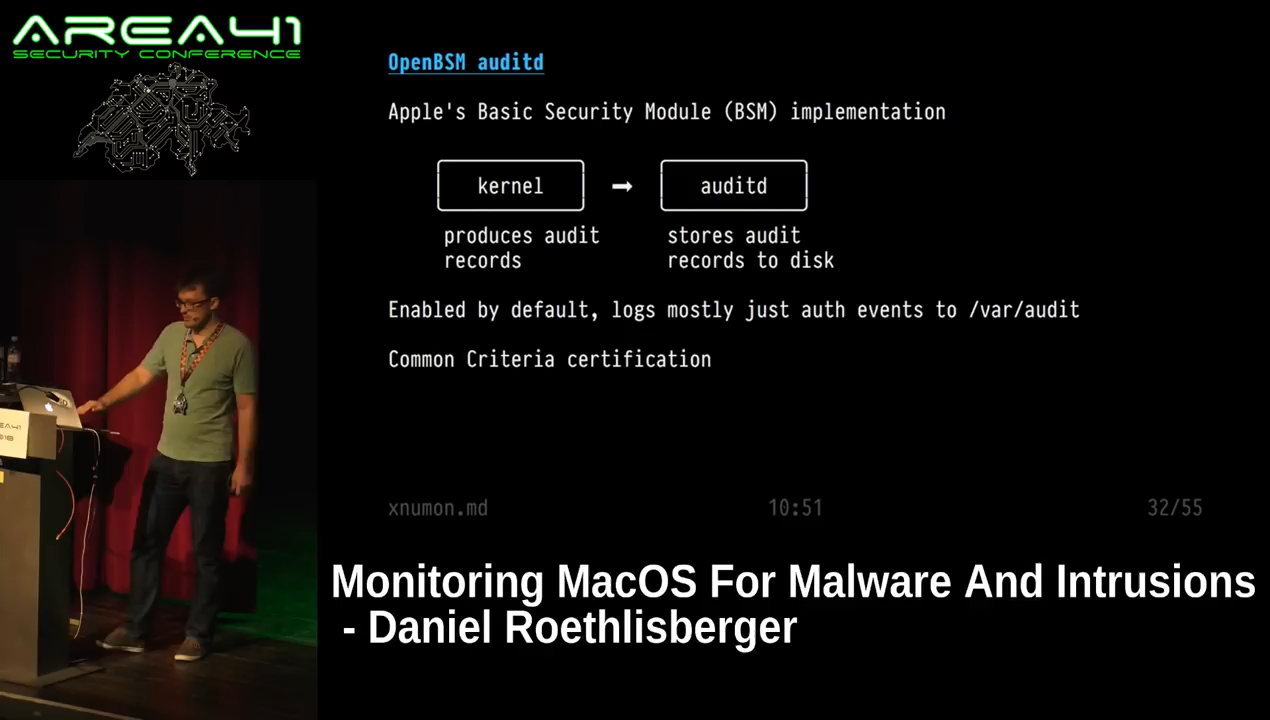 AREA41
SECURITY CONFERENCE
OpenBSM auditd
Apple's Basic Security Module (BSM) implementation
kernel ➡ auditd
produces audit
records
stores audit
records to disk
Enabled by default, logs mostly just auth events to /var/audit
Common Criteria certification
xnumon.md 10:51 32/55
Monitoring MacOS For Malware And Intrusions
- Daniel Roethlisberger